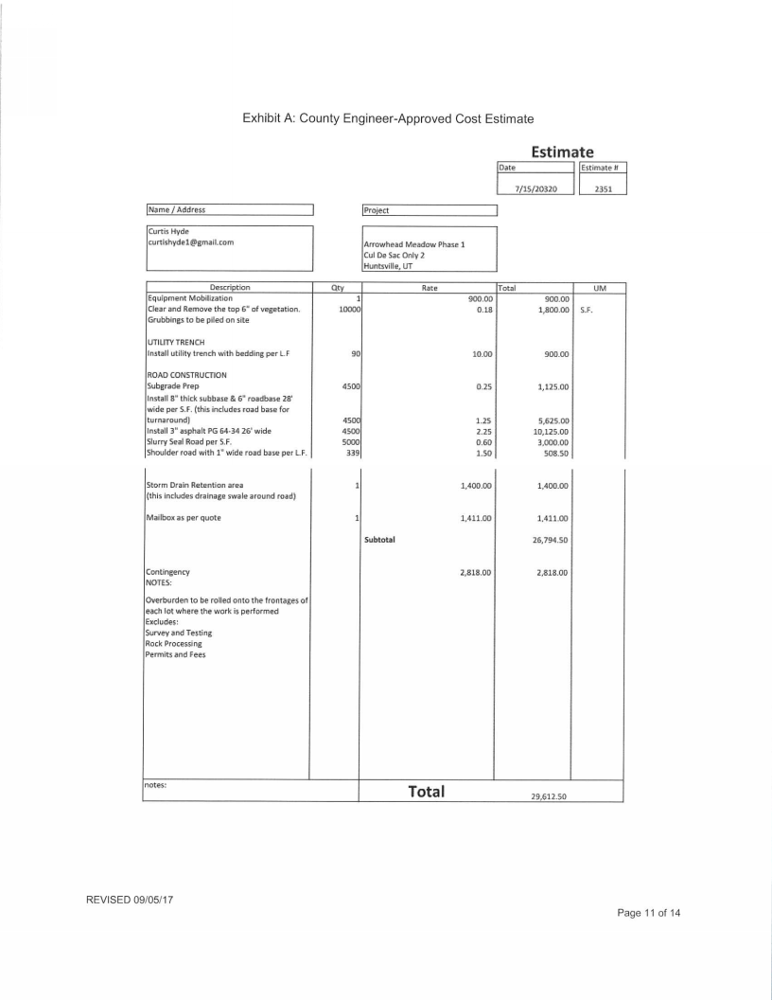 Exhibit A: County Engineer-Approved Cost Estimate
Estimate
Date Estimate #
7/15/20320 2351
Name / Address Project
Curtis Hyde
curtishyde1@gmail.com
Arrowhead Meadow Phase 1
Cul De Sac Only 2
Huntsville, UT
Description Qty Rate Total UM
Equipment Mobilization 1 900.00 900.00
Clear and Remove the top 6" of vegetation. 10000 0.18 1,800.00 S.F.
Grubbings to be piled on site
UTILITY TRENCH
Install utility trench with bedding per L.F 90 10.00 900.00
ROAD CONSTRUCTION
Subgrade Prep 4500 0.25 1,125.00
Install 8" thick subbase & 6" roadbase 28'
wide per S.F. (this includes road base for
turnaround) 4500 1.25 5,625.00
Install 3" asphalt PG 64-34 26' wide 4500 2.25 10,125.00
Slurry Seal Road per S.F. 5000 0.60 3,000.00
Shoulder road with 1" wide road base per L.F. 339 1.50 508.50
Storm Drain Retention area 1 1,400.00 1,400.00
(this includes drainage swale around road)
Mailbox as per quote 1 1,411.00 1,411.00
Subtotal 26,794.50
Contingency 2,818.00 2,818.00
NOTES:
Overburden to be rolled onto the frontages of
each lot where the work is performed
Excludes:
Survey and Testing
Rock Processing
Permits and Fees
notes: Total 29,612.50
REVISED 09/05/17
Page 11 of 14